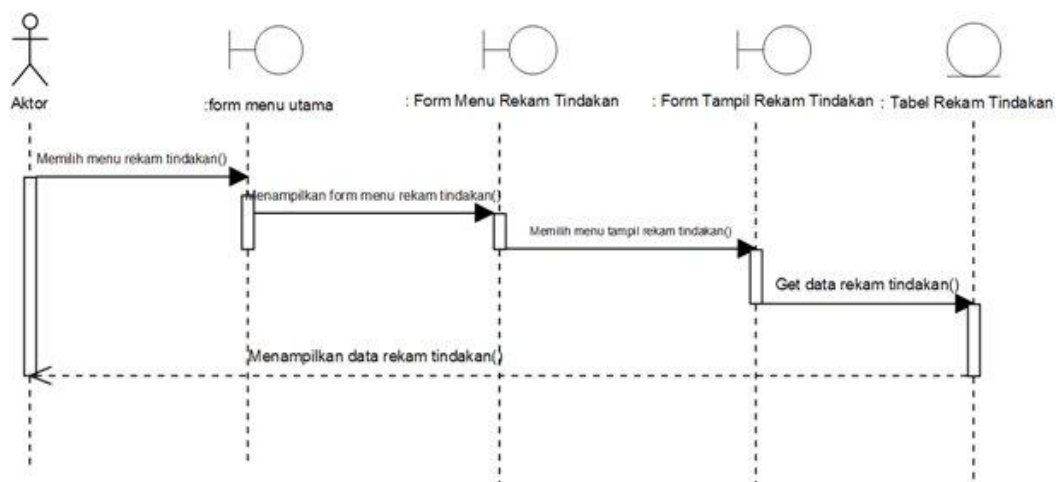 Aktor
:form menu utama
: Form Menu Rekam Tindakan
: Form Tampil Rekam Tindakan
: Tabel Rekam Tindakan
Memilih menu rekam tindakan()
Menampilkan form menu rekam tindakan()
Memilih menu tampil rekam tindakan()
Get data rekam tindakan()
Menampilkan data rekam tindakan()